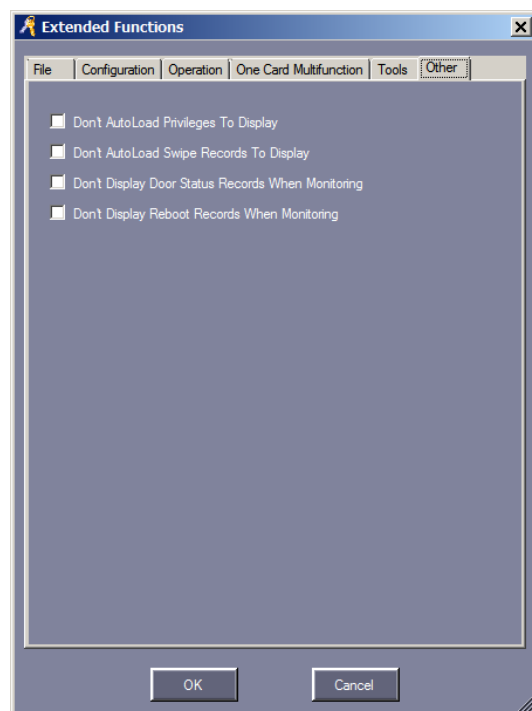 Extended Functions
File Configuration Operation One Card Multifunction Tools Other
Don't AutoLoad Privileges To Display
Don't AutoLoad Swipe Records To Display
Don't Display Door Status Records When Monitoring
Don't Display Reboot Records When Monitoring
OK Cancel